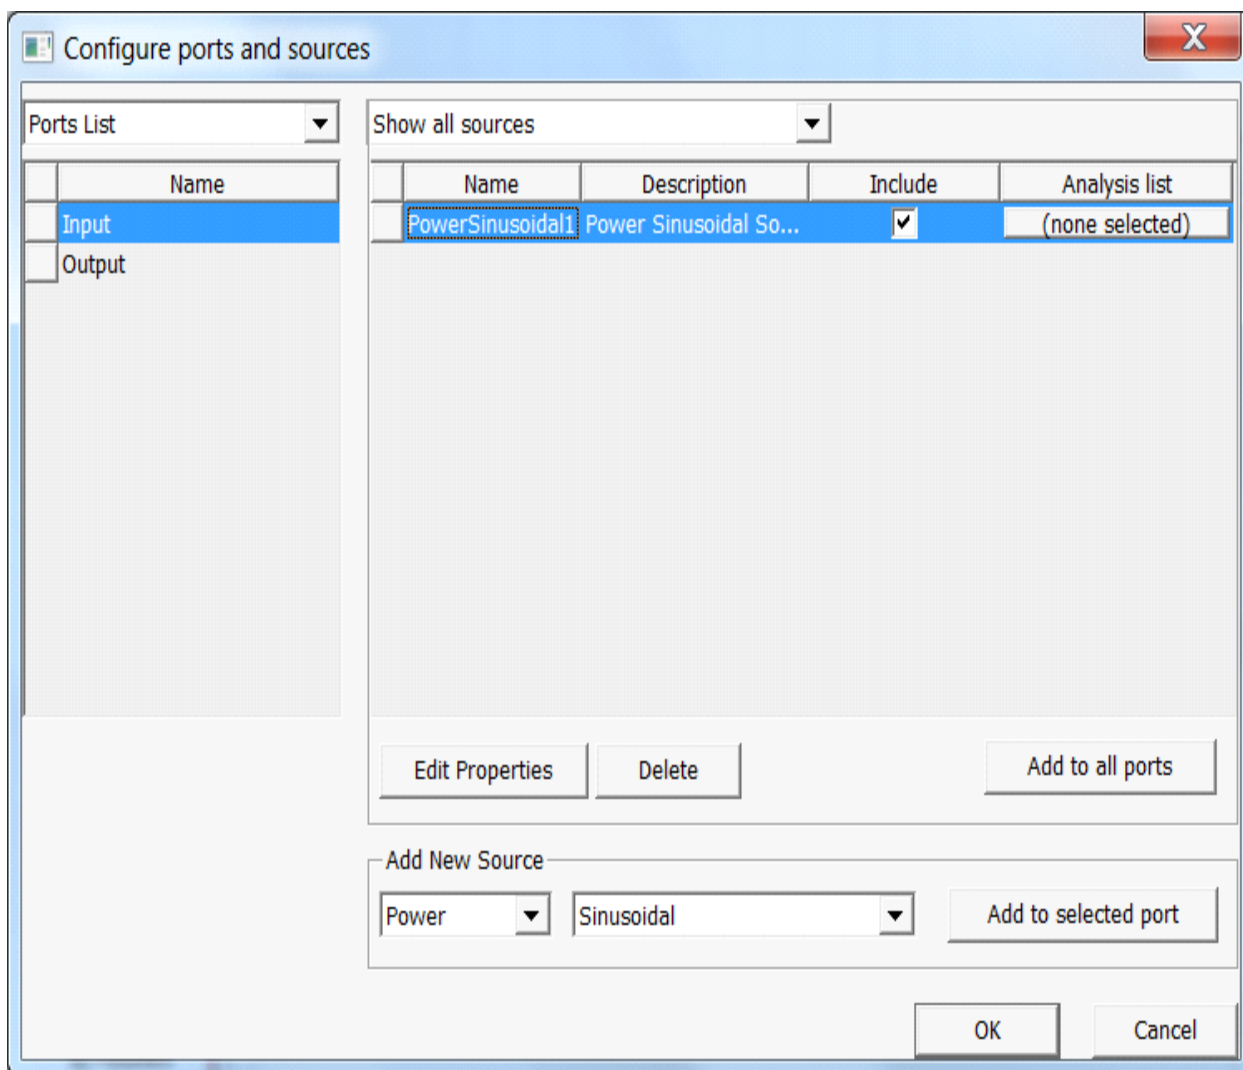 Configure ports and sources
X
Ports List
Show all sources
Name
Name Description Include Analysis list
Input
PowerSinusoidal1 Power Sinusoidal So... (none selected)
Output
Edit Properties Delete Add to all ports
Add New Source
Power Sinusoidal Add to selected port
OK Cancel